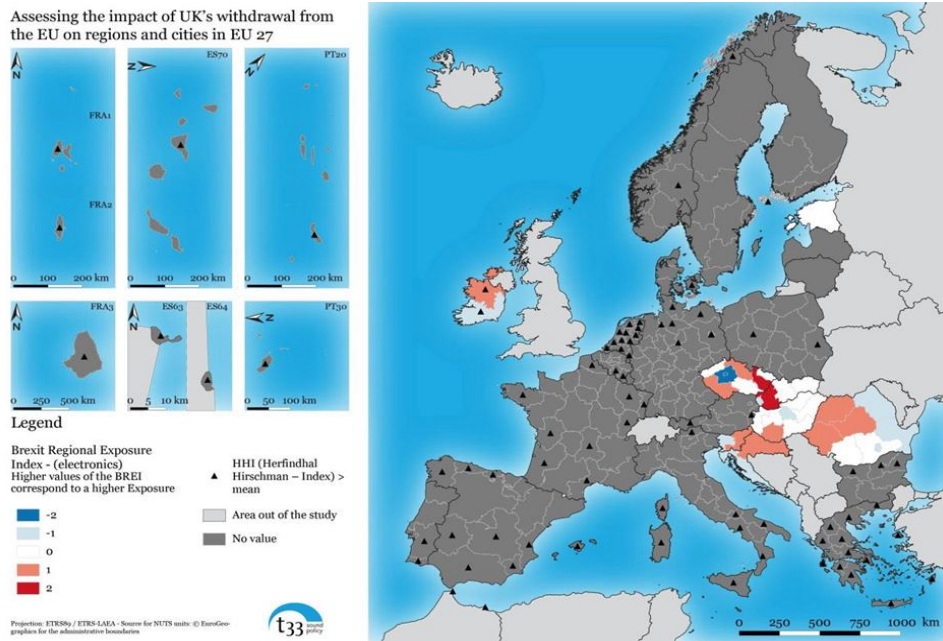 Assessing the impact of UK's withdrawal from
the EU on regions and cities in EU 27
N
FRA1
FRA2
0 100 200 km
N
ES70
0 100 200 km
N
PT20
0 100 200 km
N
FRA3
0 250 500 km
N
ES63
ES64
0 5 10 km
N
PT30
0 50 100 km
Legend
Brexit Regional Exposure
Index - (electronics)
Higher values of the BREI
correspond to a higher Exposure
-2
-1
0
1
2
HHI (Herfindhal
Hirschman – Index) >
mean
Area out of the study
No value
Projection: ETRS89 / ETRS-LAEA - Source for NUTS units: © EuroGeo-
graphics for the administrative boundaries
t33 sound
policy
0 250 500 750 1000 km